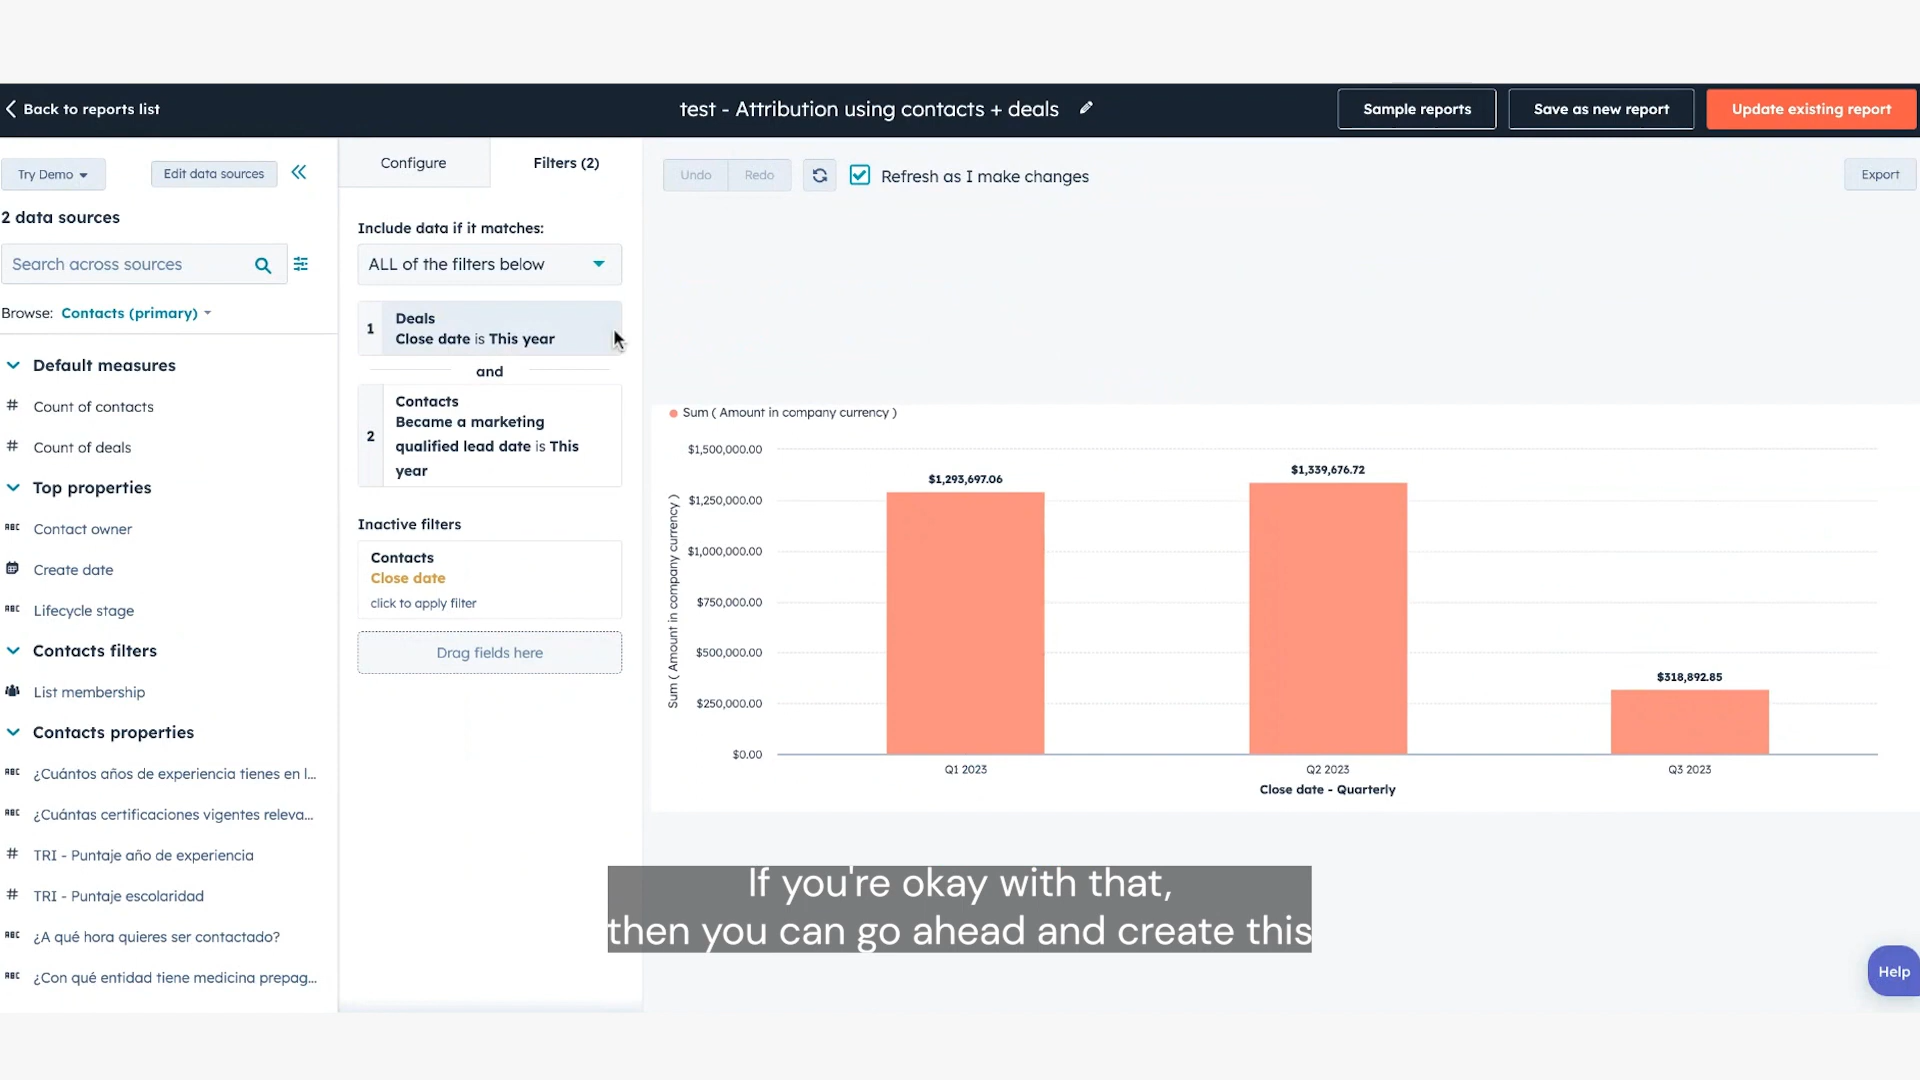 Back to reports list
test - Attribution using contacts + deals
Sample reports
Save as new report
Update existing report
Try Demo
Edit data sources
2 data sources
Search across sources
Browse: Contacts (primary)
Default measures
# Count of contacts
# Count of deals
Top properties
ABC Contact owner
Create date
ABC Lifecycle stage
Contacts filters
List membership
Contacts properties
ABC ¿Cuántos años de experiencia tienes en l...
ABC ¿Cuántas certificaciones vigentes releva...
# TRI - Puntaje año de experiencia
# TRI - Puntaje escolaridad
ABC ¿A qué hora quieres ser contactado?
ABC ¿Con qué entidad tiene medicina prepag...
Configure
Filters (2)
Include data if it matches:
ALL of the filters below
1
Deals
Close date is This year
and
2
Contacts
Became a marketing
qualified lead date is This
year
Inactive filters
Contacts
Close date
click to apply filter
Drag fields here
Undo
Redo
Refresh as I make changes
Export
Sum ( Amount in company currency )
Sum ( Amount in company currency )
$1,500,000.00
$1,250,000.00
$1,000,000.00
$750,000.00
$500,000.00
$250,000.00
$0.00
$1,293,697.06
$1,339,676.72
$318,892.85
Q1 2023
Q2 2023
Q3 2023
Close date - Quarterly
If you're okay with that,
then you can go ahead and create this
Help